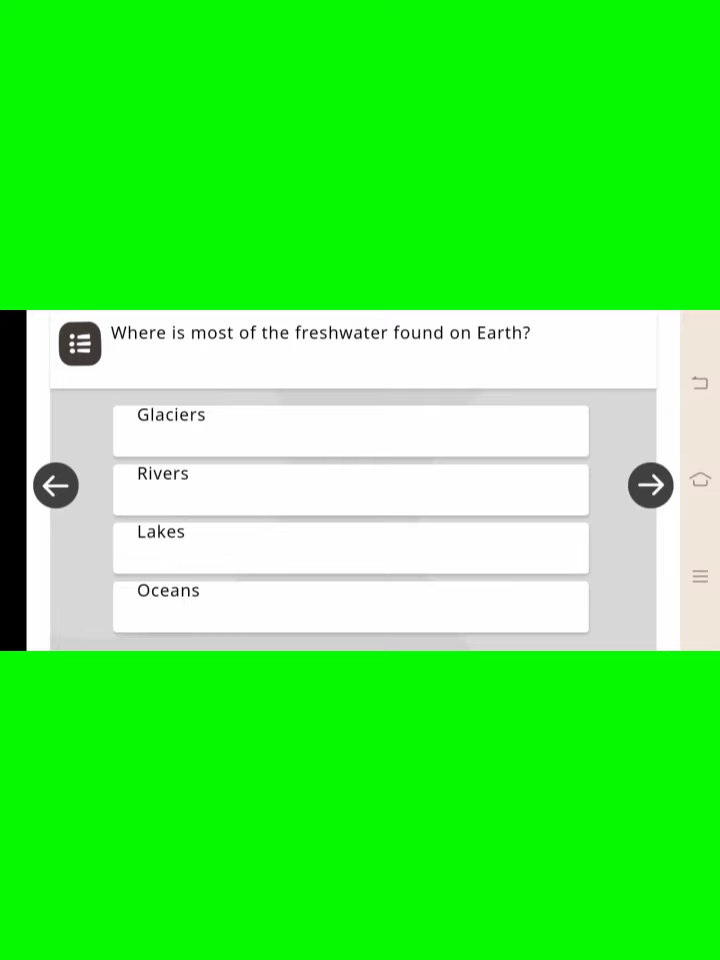 Where is most of the freshwater found on Earth?
Glaciers
Rivers
Lakes
Oceans